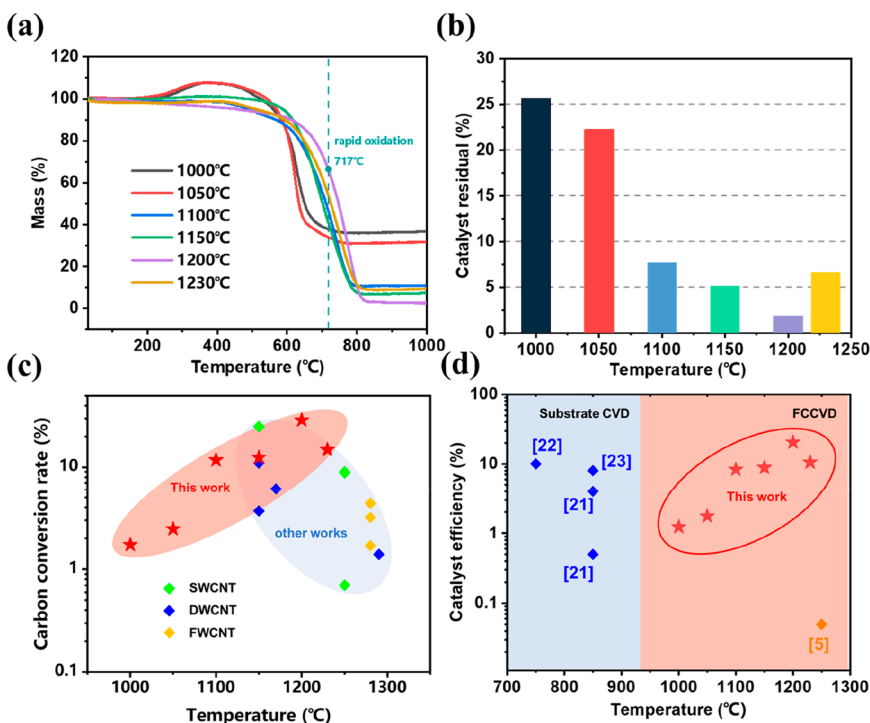 (a)
120
100
80
60
40
20
0
Mass (%)
rapid oxidation
717℃
1000℃
1050℃
1100℃
1150℃
1200℃
1230℃
200 400 600 800 1000
Temperature (℃)
(b)
30
25
20
15
10
5
0
Catalyst residual (%)
1000 1050 1100 1150 1200 1250
Temperature (℃)
(c)
10
1
0.1
Carbon conversion rate (%)
This work
other works
SWCNT
DWCNT
FWCNT
1000 1100 1200 1300
Temperature (℃)
(d)
100
10
1
0.1
Catalyst efficiency (%)
Substrate CVD
FCCVD
[22]
[23]
[21]
[21]
This work
[5]
700 800 900 1000 1100 1200 1300
Temperature (℃)